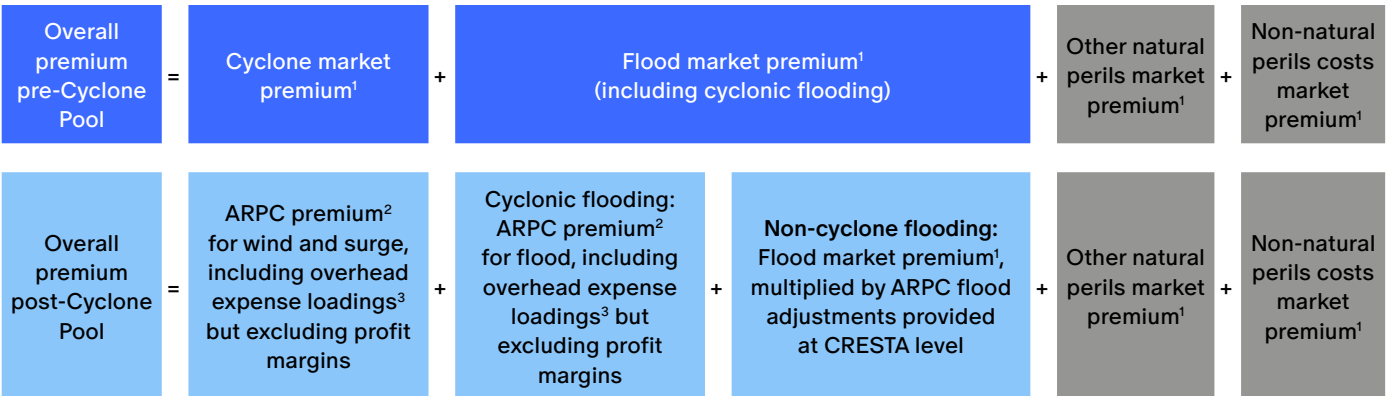 Overall
premium
pre-Cyclone
Pool
=
Cyclone market
premium¹
+
Flood market premium¹
(including cyclonic flooding)
+
Other natural
perils market
premium¹
+
Non-natural
perils costs
market
premium¹
Overall
premium
post-Cyclone
Pool
=
ARPC premium²
for wind and surge,
including overhead
expense loadings³
but excluding profit
margins
+
Cyclonic flooding:
ARPC premium²
for flood, including
overhead expense
loadings³ but
excluding profit
margins
+
Non-cyclone flooding:
Flood market premium¹,
multiplied by ARPC flood
adjustments provided
at CRESTA level
+
Other natural
perils market
premium¹
+
Non-natural
perils costs
market
premium¹